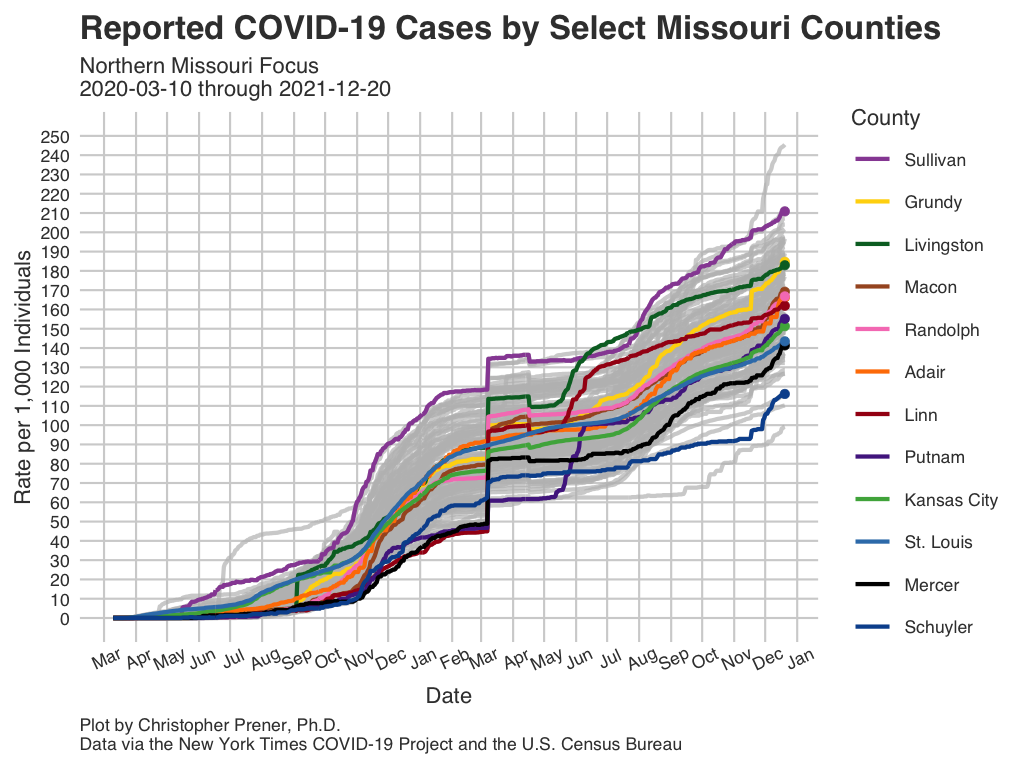 Reported COVID-19 Cases by Select Missouri Counties
Northern Missouri Focus
2020-03-10 through 2021-12-20
County
Sullivan
Grundy
Livingston
Macon
Randolph
Adair
Linn
Putnam
Kansas City
St. Louis
Mercer
Schuyler
Rate per 1,000 Individuals
250
240
230
220
210
200
190
180
170
160
150
140
130
120
110
100
90
80
70
60
50
40
30
20
10
0
Mar Apr May Jun Jul Aug Sep Oct Nov Dec Jan Feb Mar Apr May Jun Jul Aug Sep Oct Nov Dec Jan
Date
Plot by Christopher Prener, Ph.D.
Data via the New York Times COVID-19 Project and the U.S. Census Bureau